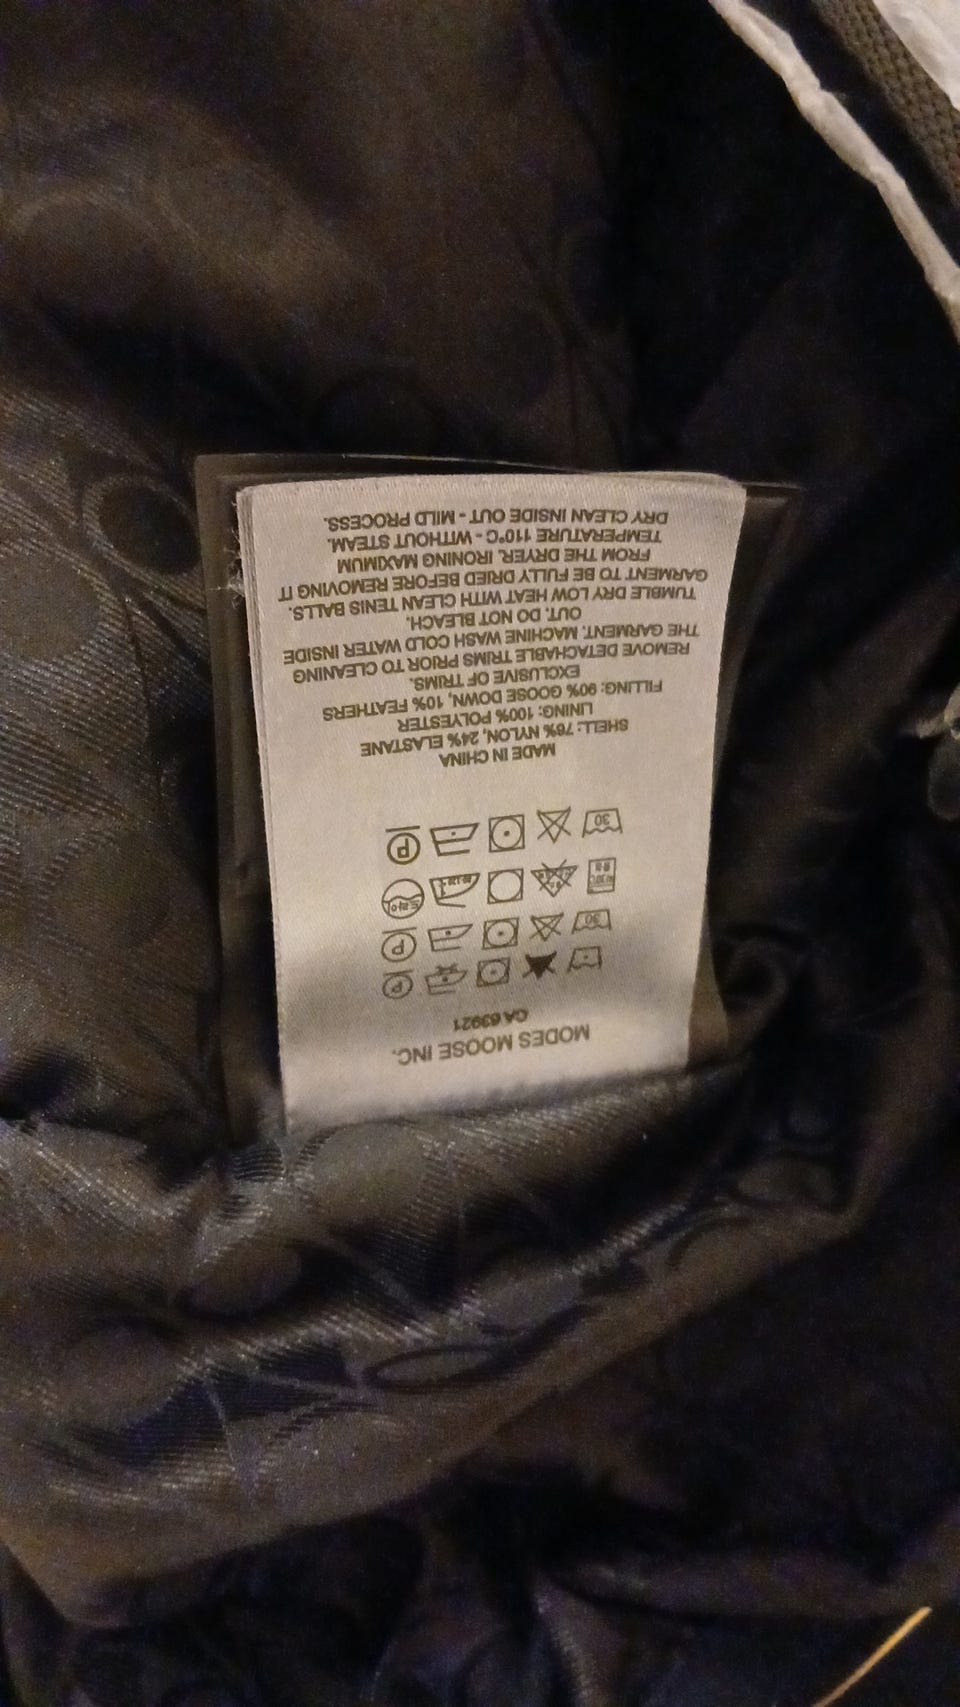 MODES MOOSE INC.
CA 63921
30
30
30
MADE IN CHINA
SHELL: 76% NYLON, 24% ELASTANE
LINING: 100% POLYESTER
FILLING: 90% GOOSE DOWN, 10% FEATHERS
EXCLUSIVE OF TRIMS.
REMOVE DETACHABLE TRIMS PRIOR TO CLEANING
THE GARMENT. MACHINE WASH COLD WATER INSIDE
OUT. DO NOT BLEACH.
TUMBLE DRY LOW HEAT WITH CLEAN TENIS BALLS.
GARMENT TO BE FULLY DRIED BEFORE REMOVING IT
FROM THE DRYER. IRONING MAXIMUM
TEMPERATURE 110°C - WITHOUT STEAM.
DRY CLEAN INSIDE OUT - MILD PROCESS.